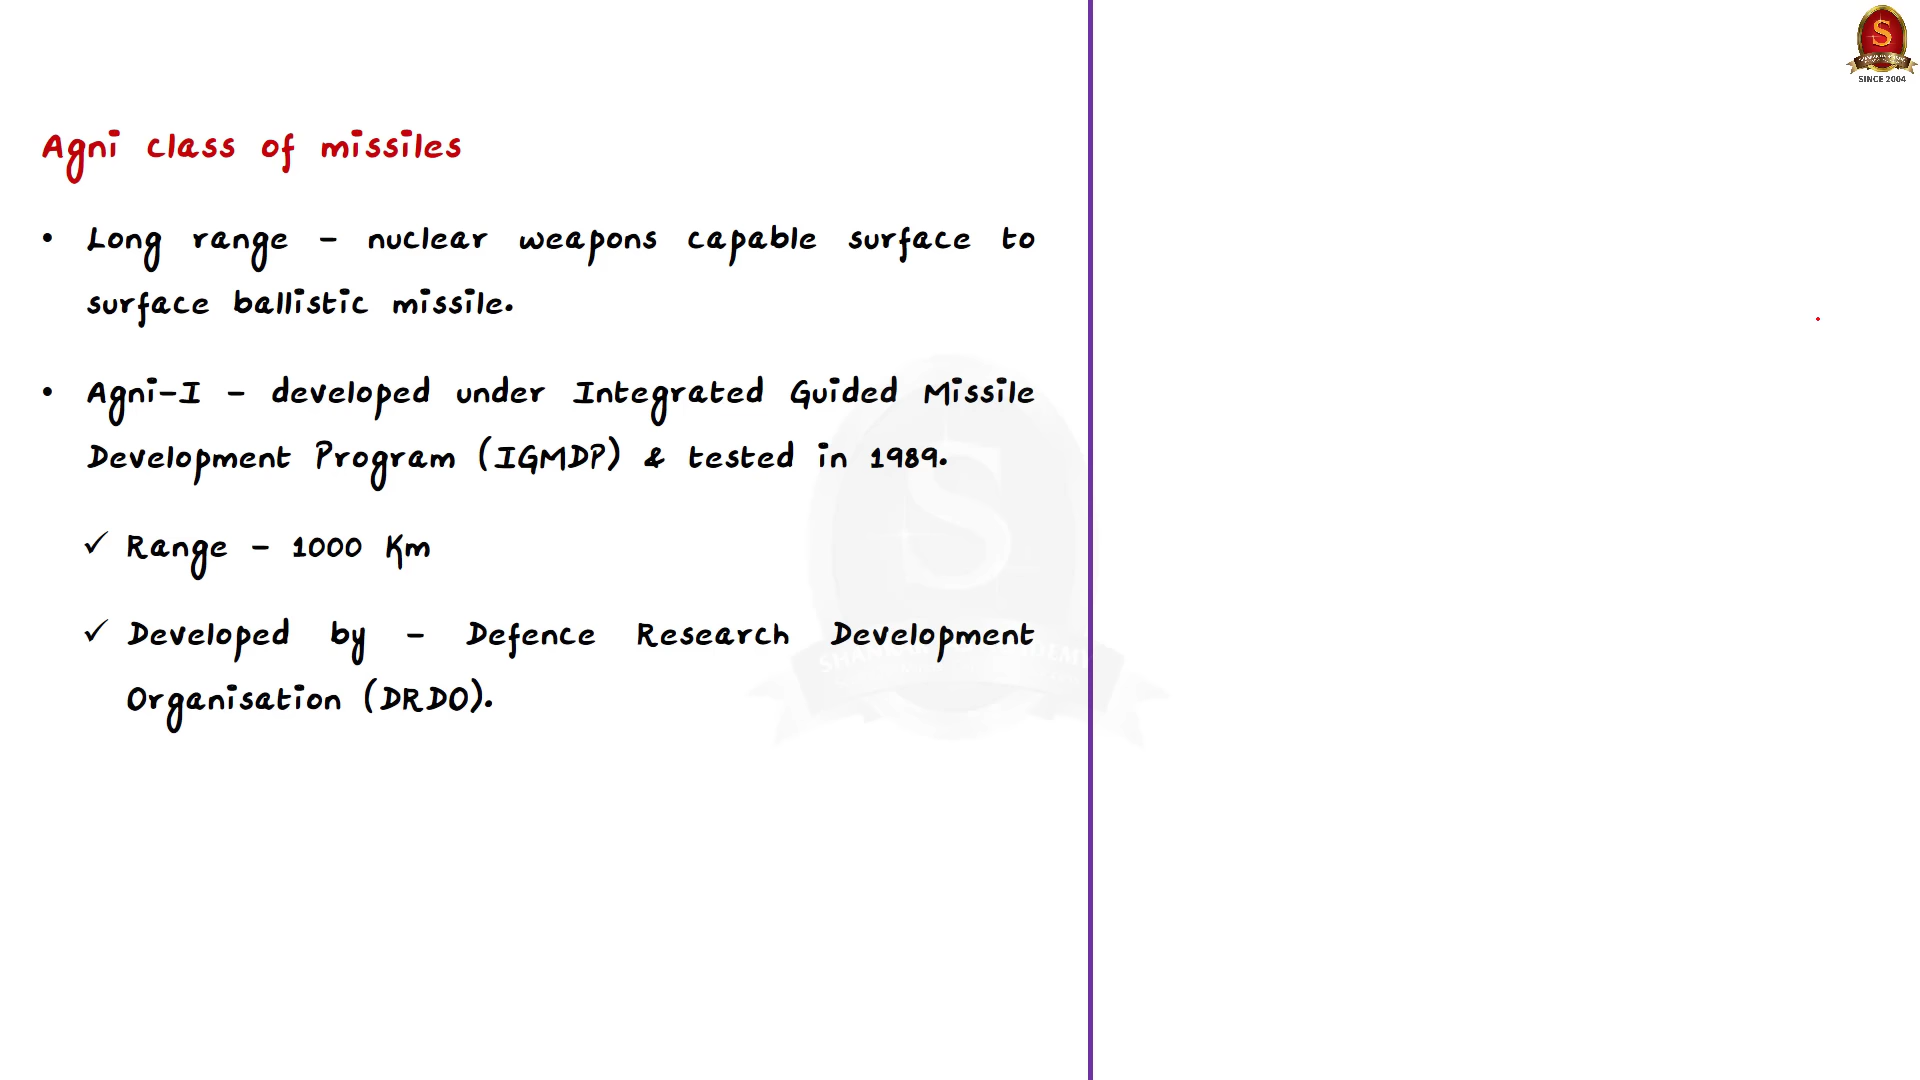 S
SINCE 2004
Agni class of missiles
• Long range – nuclear weapons capable surface to
surface ballistic missile.
• Agni-I – developed under Integrated Guided Missile
Development Program (IGMDP) & tested in 1989.
✓ Range – 1000 Km
✓ Developed by – Defence Research Development
Organisation (DRDO).